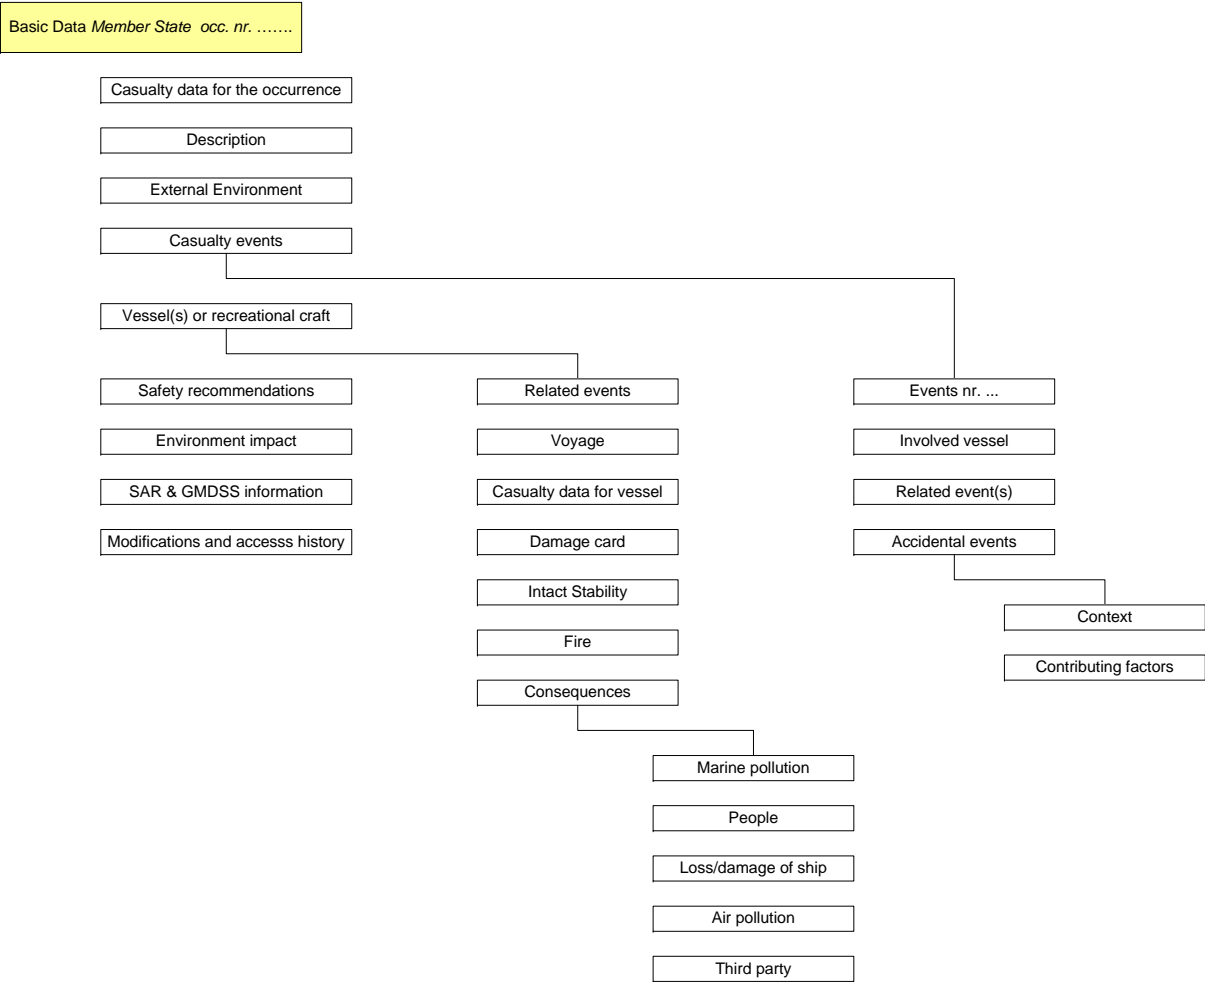 Basic Data Member State occ. nr. …….
Casualty data for the occurrence
Description
External Environment
Casualty events
Vessel(s) or recreational craft
Safety recommendations
Environment impact
SAR & GMDSS information
Modifications and accesss history
Related events
Voyage
Casualty data for vessel
Damage card
Intact Stability
Fire
Consequences
Marine pollution
People
Loss/damage of ship
Air pollution
Third party
Events nr. ...
Involved vessel
Related event(s)
Accidental events
Context
Contributing factors